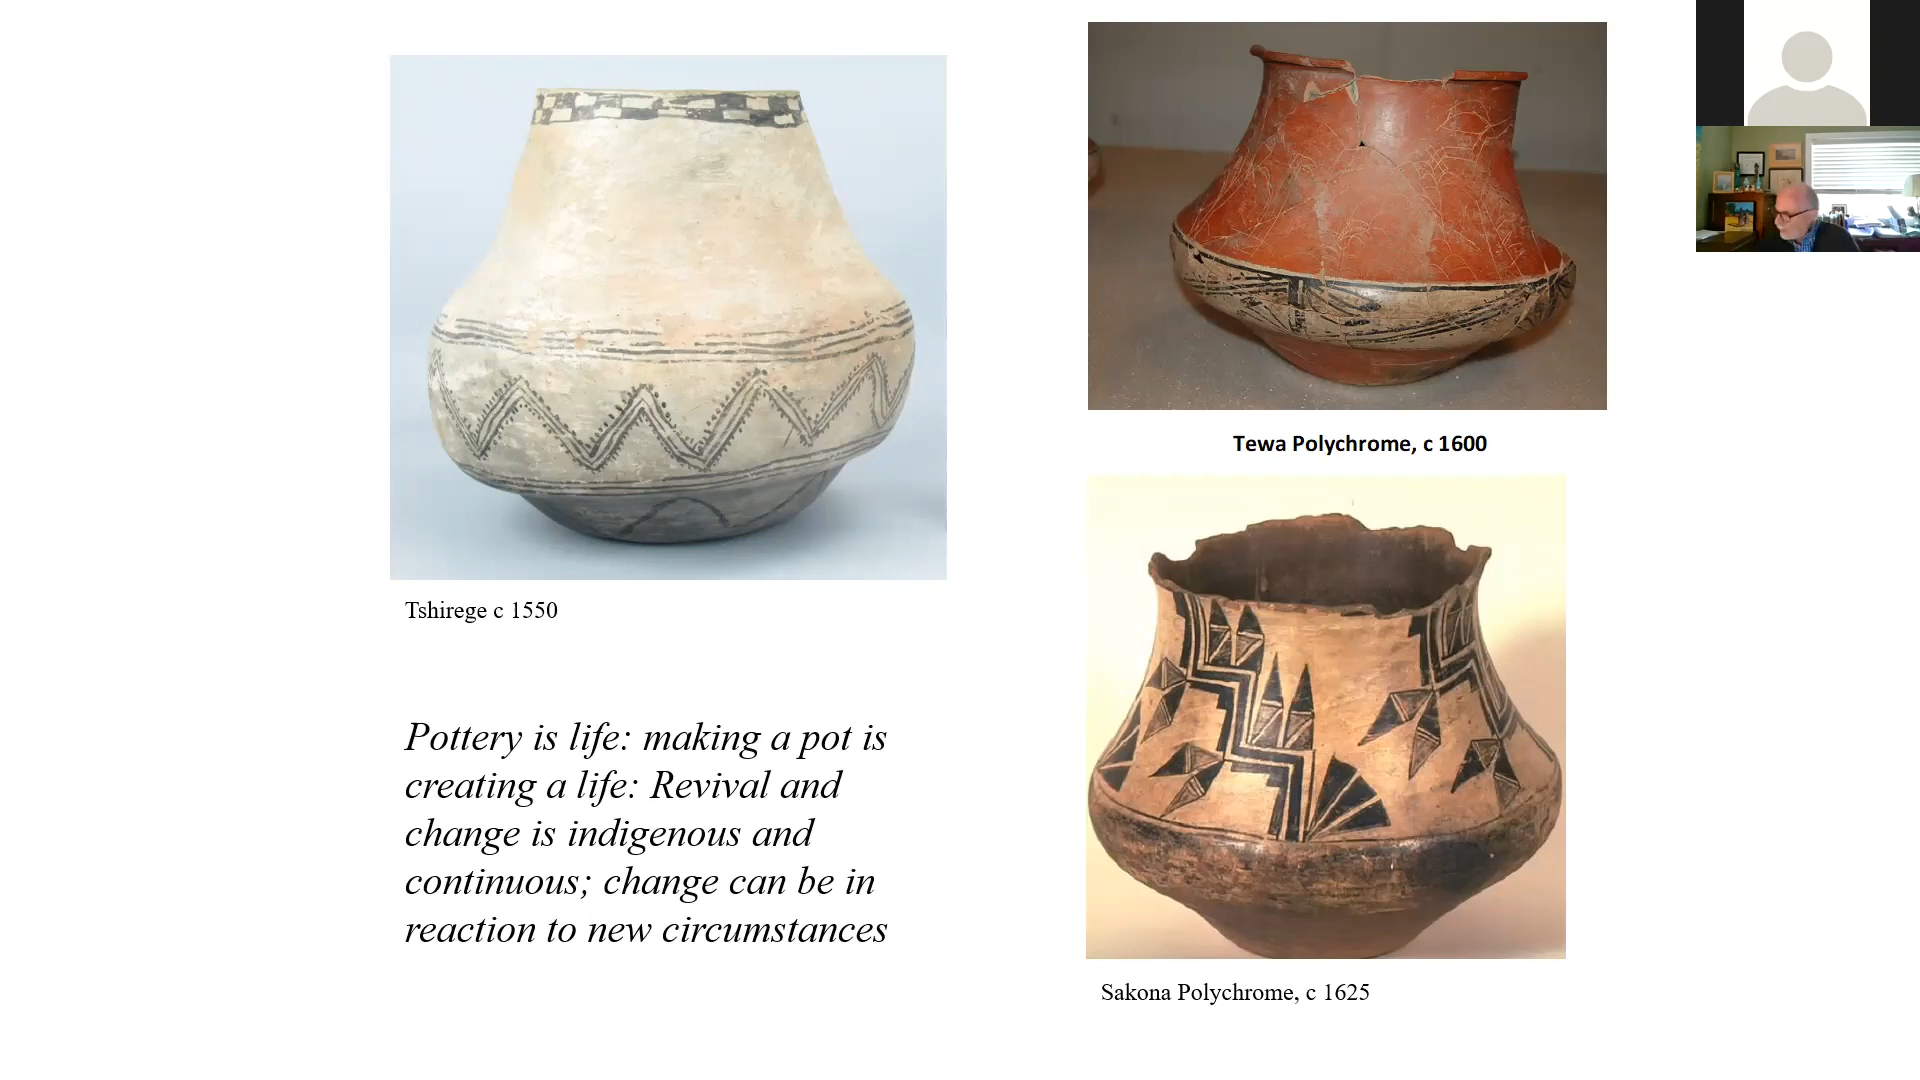 Tshirege c 1550
Pottery is life: making a pot is
creating a life: Revival and
change is indigenous and
continuous; change can be in
reaction to new circumstances
Tewa Polychrome, c 1600
Sakona Polychrome, c 1625